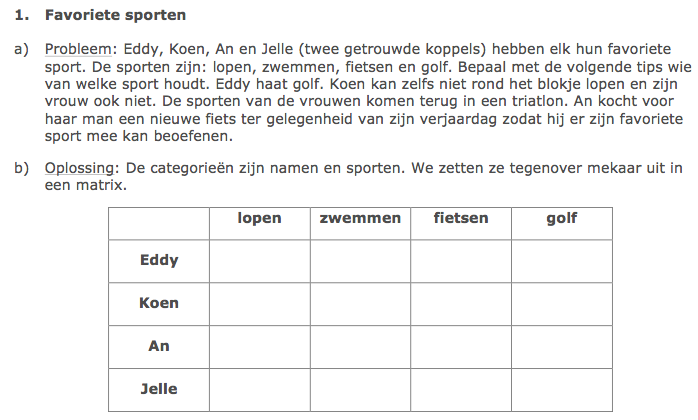 1. Favoriete sporten
a) Probleem: Eddy, Koen, An en Jelle (twee getrouwde koppels) hebben elk hun favoriete
sport. De sporten zijn: lopen, zwemmen, fietsen en golf. Bepaal met de volgende tips wie
van welke sport houdt. Eddy haat golf. Koen kan zelfs niet rond het blokje lopen en zijn
vrouw ook niet. De sporten van de vrouwen komen terug in een triatlon. An kocht voor
haar man een nieuwe fiets ter gelegenheid van zijn verjaardag zodat hij er zijn favoriete
sport mee kan beoefenen.
b) Oplossing: De categorieën zijn namen en sporten. We zetten ze tegenover mekaar uit in
een matrix.
lopen zwemmen fietsen golf
Eddy
Koen
An
Jelle